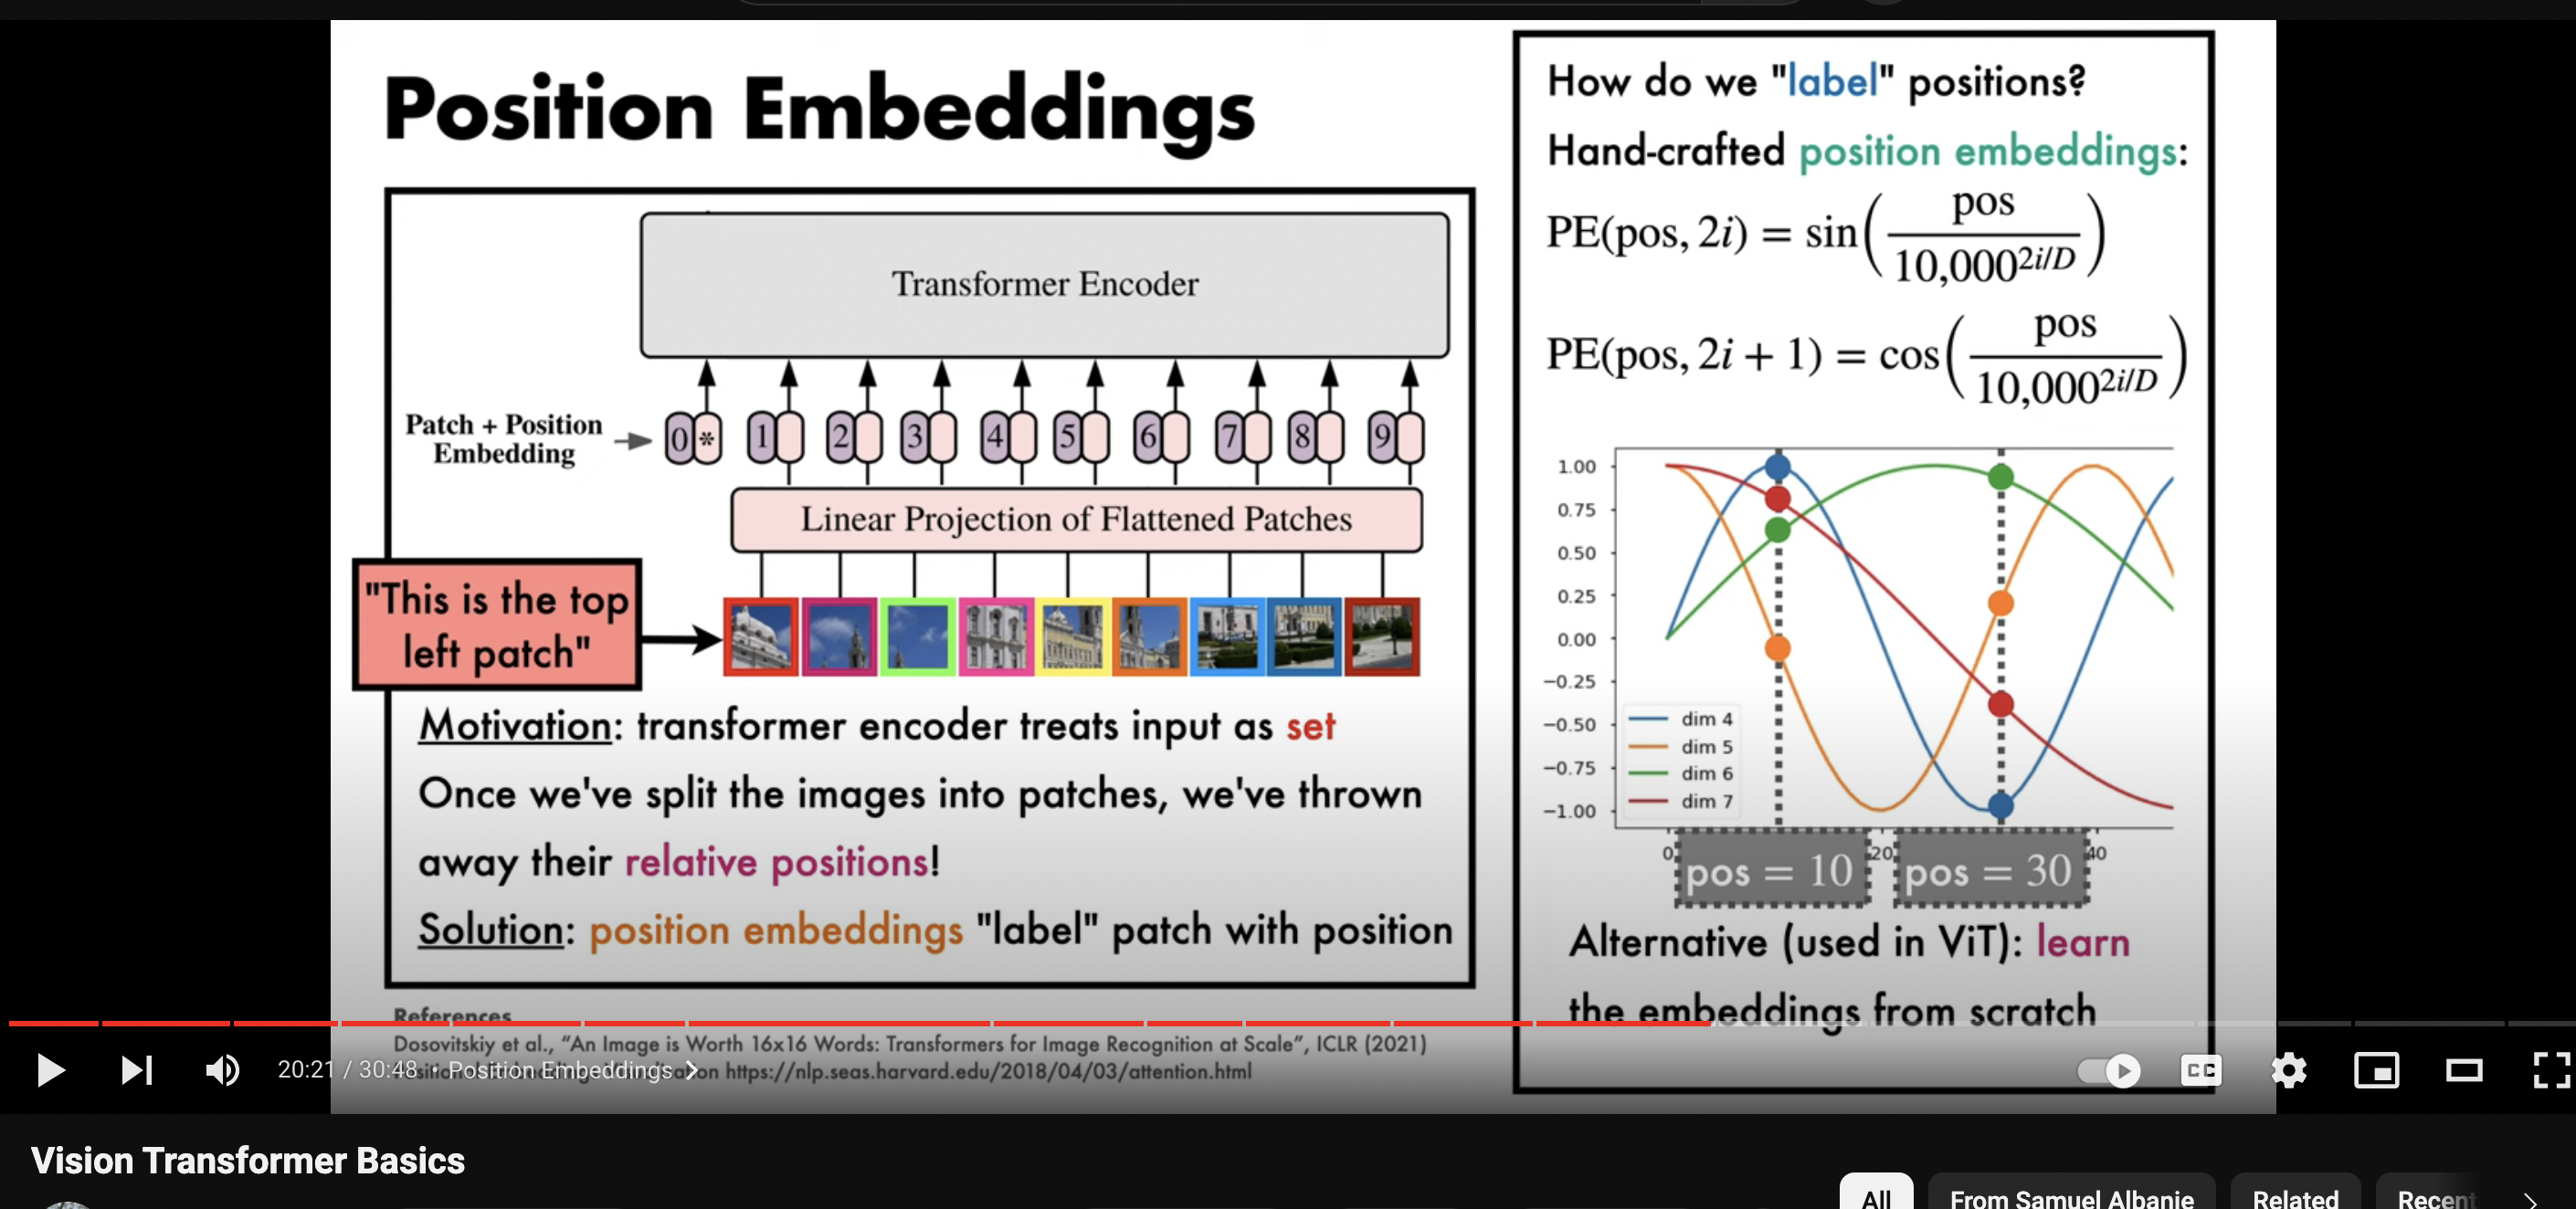 Position Embeddings
Transformer Encoder
Patch + Position
Embedding
0 * 1 2 3 4 5 6 7 8 9
Linear Projection of Flattened Patches
"This is the top
left patch"
Motivation: transformer encoder treats input as set
Once we've split the images into patches, we've thrown
away their relative positions!
Solution: position embeddings "label" patch with position
References
Dosovitskiy et al., “An Image is Worth 16x16 Words: Transformers for Image Recognition at Scale”, ICLR (2021)
https://nlp.seas.harvard.edu/2018/04/03/attention.html
How do we "label" positions?
Hand-crafted position embeddings:
PE(pos, 2i) = sin(pos / 10,000^{2i/D})
PE(pos, 2i + 1) = cos(pos / 10,000^{2i/D})
1.00
0.75
0.50
0.25
0.00
−0.25
−0.50
−0.75
−1.00
dim 4
dim 5
dim 6
dim 7
0 20 40
pos = 10 pos = 30
Alternative (used in ViT): learn
the embeddings from scratch
20:21 / 30:48 • Position Embeddings
CC
Vision Transformer Basics
All From Samuel Albanie Related Recent